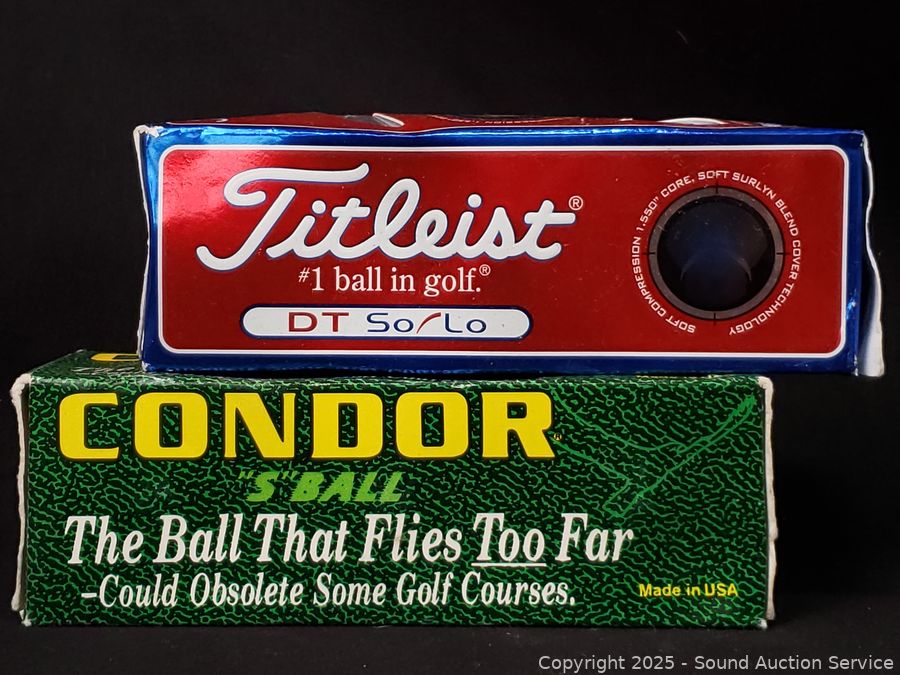 Titleist®
#1 ball in golf.®
DT So/Lo
SOFT COMPRESSION 1.550" CORE, SOFT SURLYN BLEND COVER TECHNOLOGY
CONDOR®
"S" BALL
The Ball That Flies Too Far
–Could Obsolete Some Golf Courses.
Made in USA
Copyright 2025 - Sound Auction Service